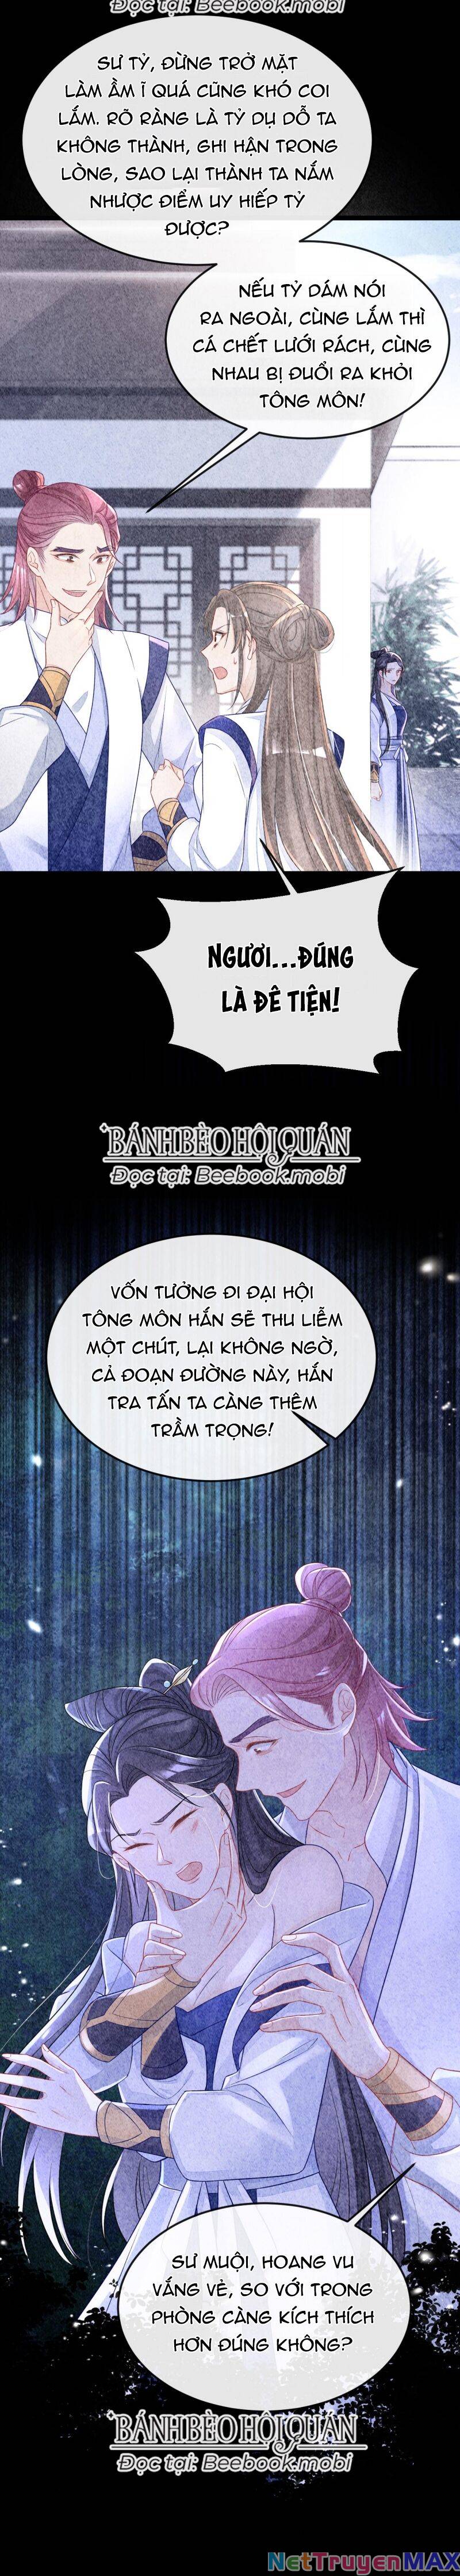 Đọc tại: Beebook.mobi
SƯ TỶ, ĐỪNG TRỞ MẶT
LÀM ẦM Ĩ QUÁ CŨNG KHÓ COI
LẮM. RÕ RÀNG LÀ TỶ DỤ DỖ TA
KHÔNG THÀNH, GHI HẬN TRONG
LÒNG, SAO LẠI THÀNH TA NẮM
NHƯỢC ĐIỂM UY HIẾP TỶ
ĐƯỢC?
NẾU TỶ DÁM NÓI
RA NGOÀI, CÙNG LẮM THÌ
CÁ CHẾT LƯỚI RÁCH, CÙNG
NHAU BỊ ĐUỔI RA KHỎI
TÔNG MÔN!
NGƯƠI...ĐÚNG
LÀ ĐÊ TIỆN!
BÁNH BÈO HỘI QUÁN
Đọc tại: Beebook.mobi
VỐN TƯỞNG ĐI ĐẠI HỘI
TÔNG MÔN HẮN SẼ THU LIỄM
MỘT CHÚT, LẠI KHÔNG NGỜ,
CẢ ĐOẠN ĐƯỜNG NÀY, HẮN
TRA TẤN TA CÀNG THÊM
TRẦM TRỌNG!
SƯ MUỘI, HOANG VU
VẮNG VẺ, SO VỚI TRONG
PHÒNG CÀNG KÍCH THÍCH
HƠN ĐÚNG KHÔNG?
BÁNH BÈO HỘI QUÁN
Đọc tại: Beebook.mobi
NetTruyenMAX